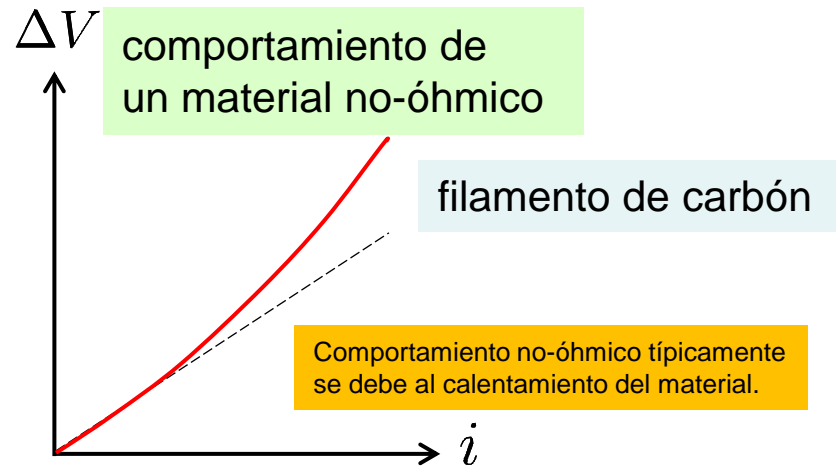 ΔV
comportamiento de
un material no-óhmico
filamento de carbón
Comportamiento no-óhmico típicamente
se debe al calentamiento del material.
i